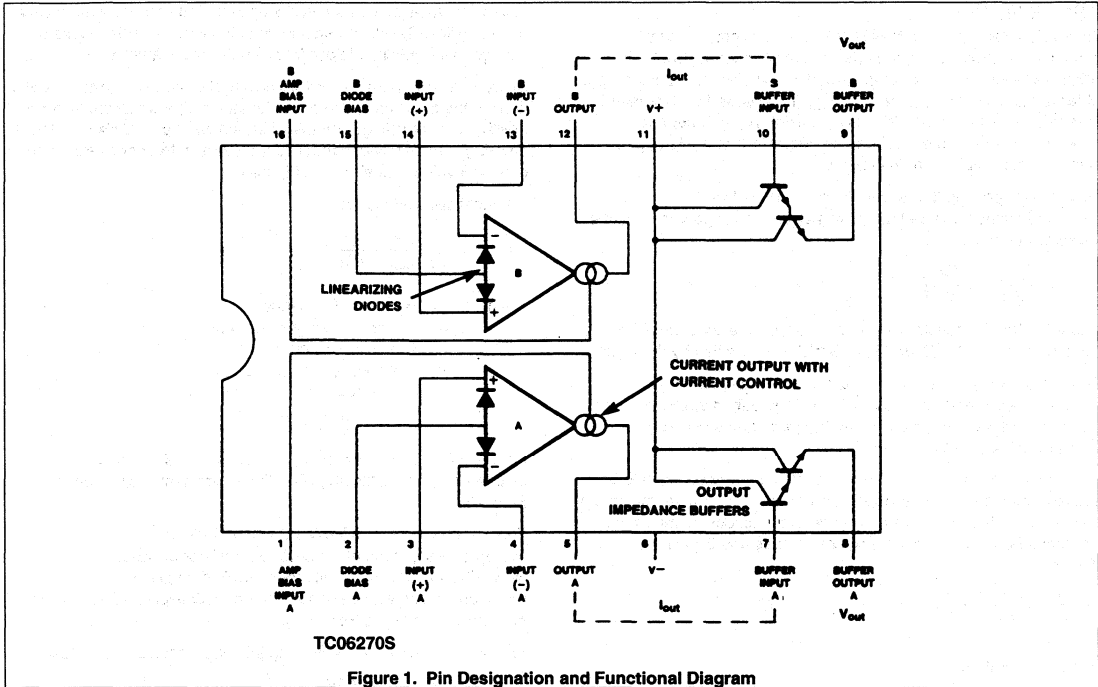 Vout
Iout
B
AMP
BIAS
INPUT
B
DIODE
BIAS
B
INPUT
(+)
B
INPUT
(−)
B
OUTPUT
V+
3
BUFFER
INPUT
B
BUFFER
OUTPUT
16
15
14
13
12
11
10
9
−
B
+
LINEARIZING
DIODES
CURRENT OUTPUT WITH
CURRENT CONTROL
+
A
−
OUTPUT
IMPEDANCE BUFFERS
1
2
3
4
5
6
7
8
AMP
BIAS
INPUT
A
DIODE
BIAS
A
INPUT
(+)
A
INPUT
(−)
A
OUTPUT
A
V−
BUFFER
INPUT
A
BUFFER
OUTPUT
A
Iout
Vout
TC06270S
Figure 1. Pin Designation and Functional Diagram